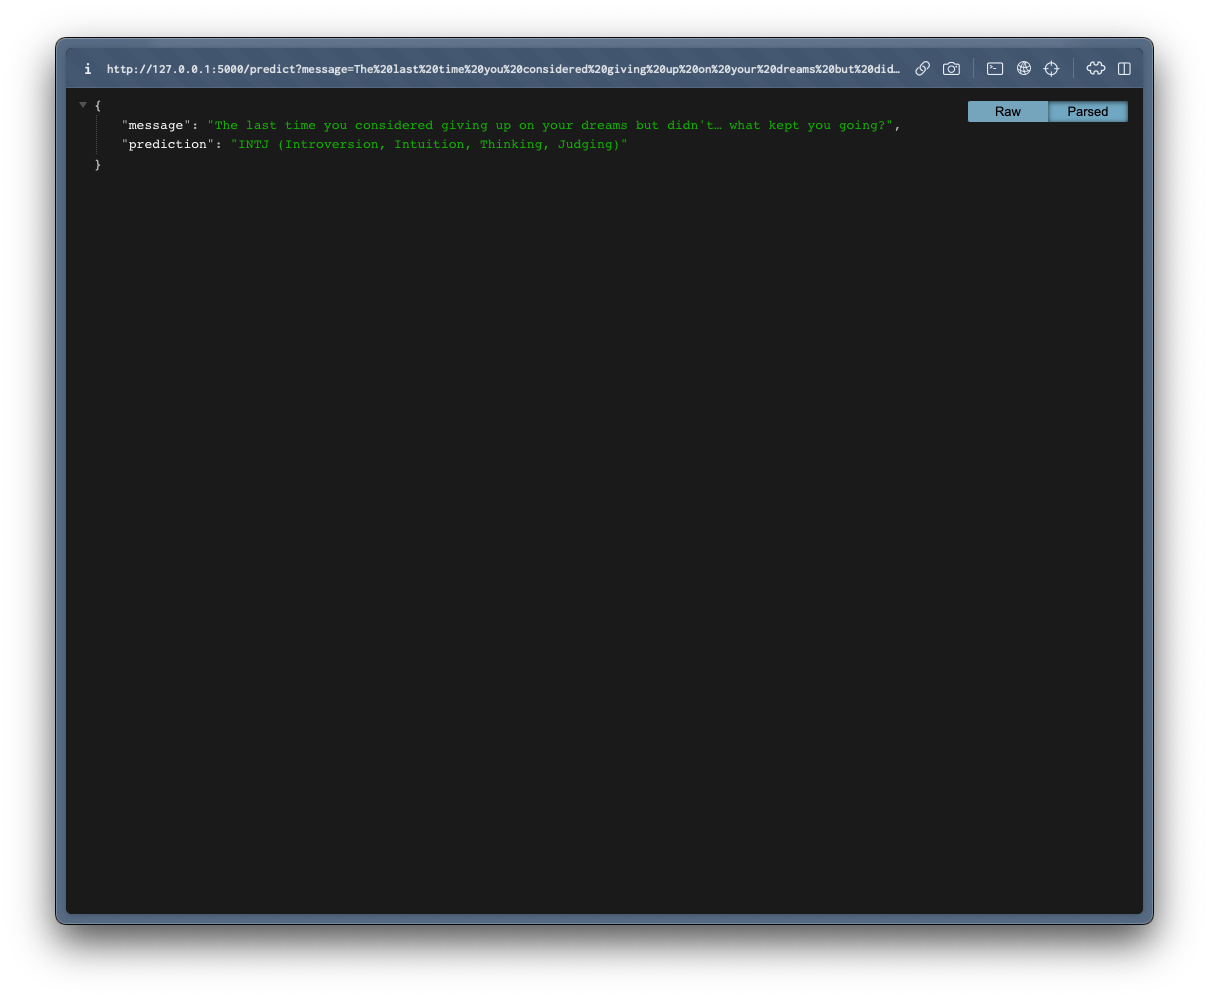 i http://127.0.0.1:5000/predict?message=The%20last%20time%20you%20considered%20giving%20up%20on%20your%20dreams%20but%20did…
{
Raw Parsed
"message": "The last time you considered giving up on your dreams but didn't… what kept you going?",
"prediction": "INTJ (Introversion, Intuition, Thinking, Judging)"
}